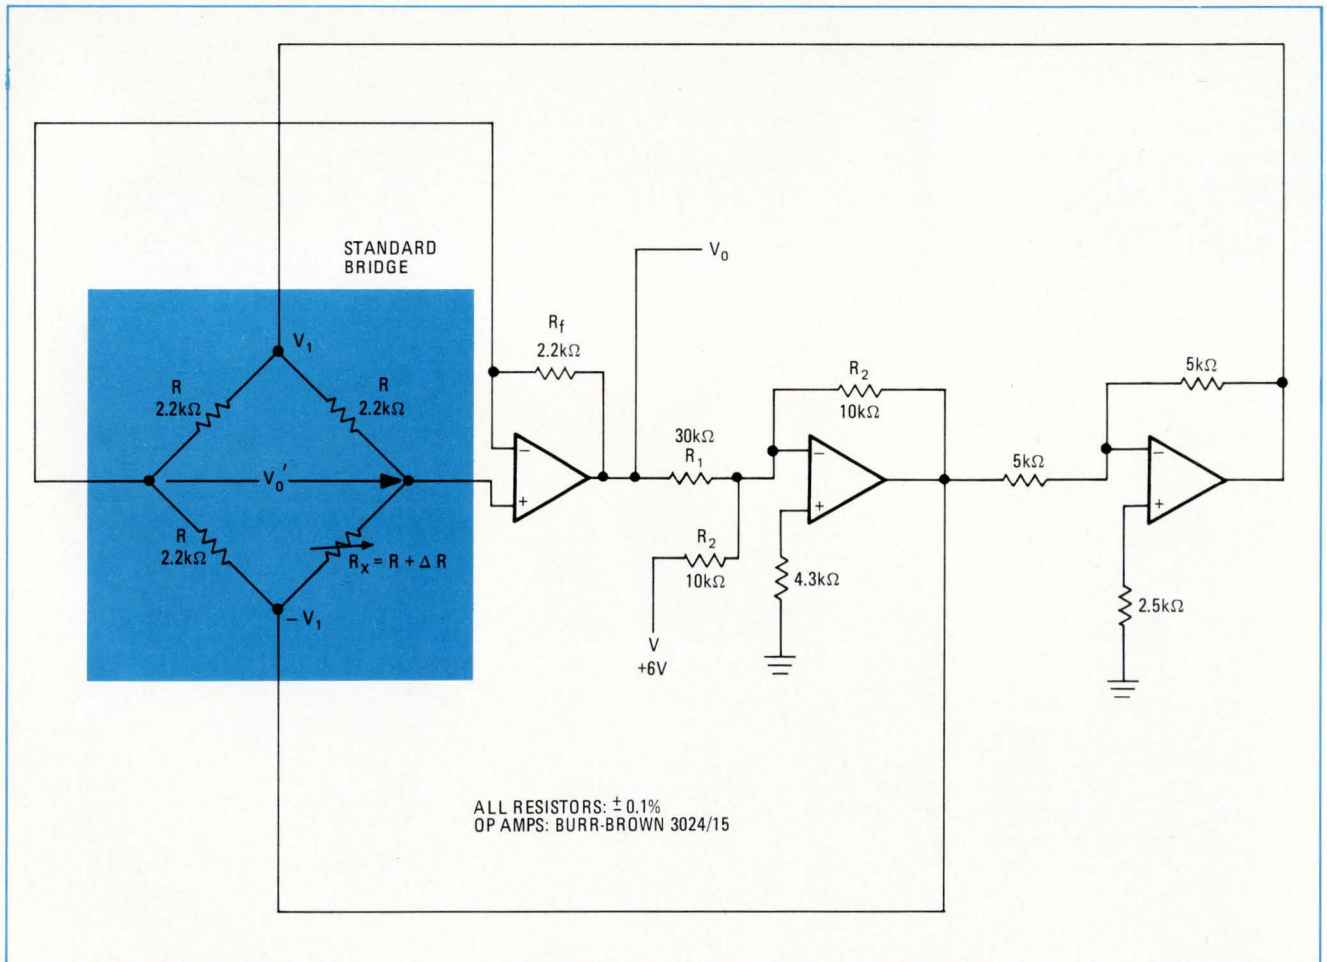 STANDARD
BRIDGE
V₀
V₁
R
2.2kΩ
R
2.2kΩ
V₀′
R
2.2kΩ
Rₓ = R + Δ R
– V₁
R_f
2.2kΩ
−
+
30kΩ
R₁
R₂
10kΩ
V
+6V
R₂
10kΩ
−
+
4.3kΩ
5kΩ
5kΩ
−
+
2.5kΩ
ALL RESISTORS: ± 0.1%
OP AMPS: BURR-BROWN 3024/15